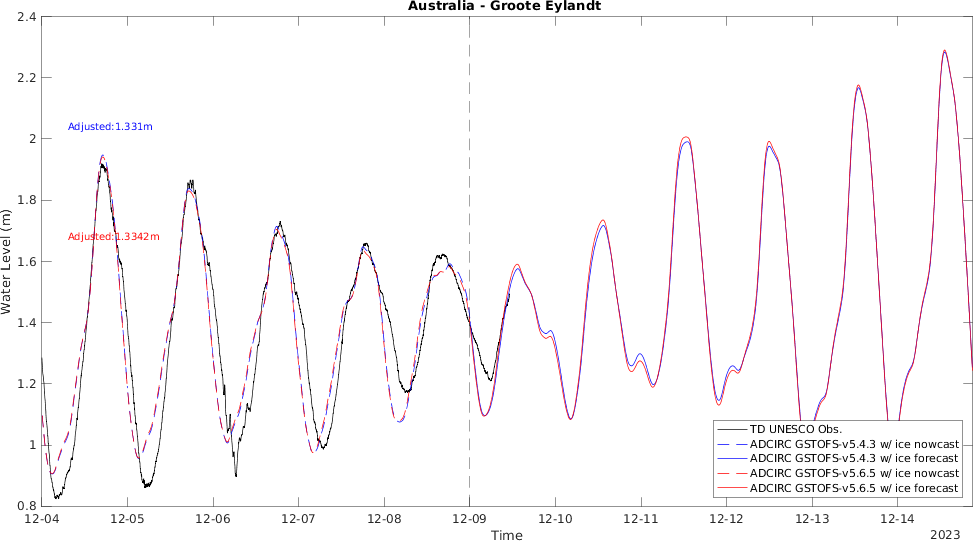 Australia - Groote Eylandt
2.4
2.2
2
1.8
1.6
1.4
1.2
1
0.8
Water Level (m)
Adjusted:1.331m
Adjusted:1.3342m
TD UNESCO Obs.
ADCIRC GSTOFS-v5.4.3 w/ ice nowcast
ADCIRC GSTOFS-v5.4.3 w/ ice forecast
ADCIRC GSTOFS-v5.6.5 w/ ice nowcast
ADCIRC GSTOFS-v5.6.5 w/ ice forecast
12-04 12-05 12-06 12-07 12-08 12-09 12-10 12-11 12-12 12-13 12-14
Time
2023